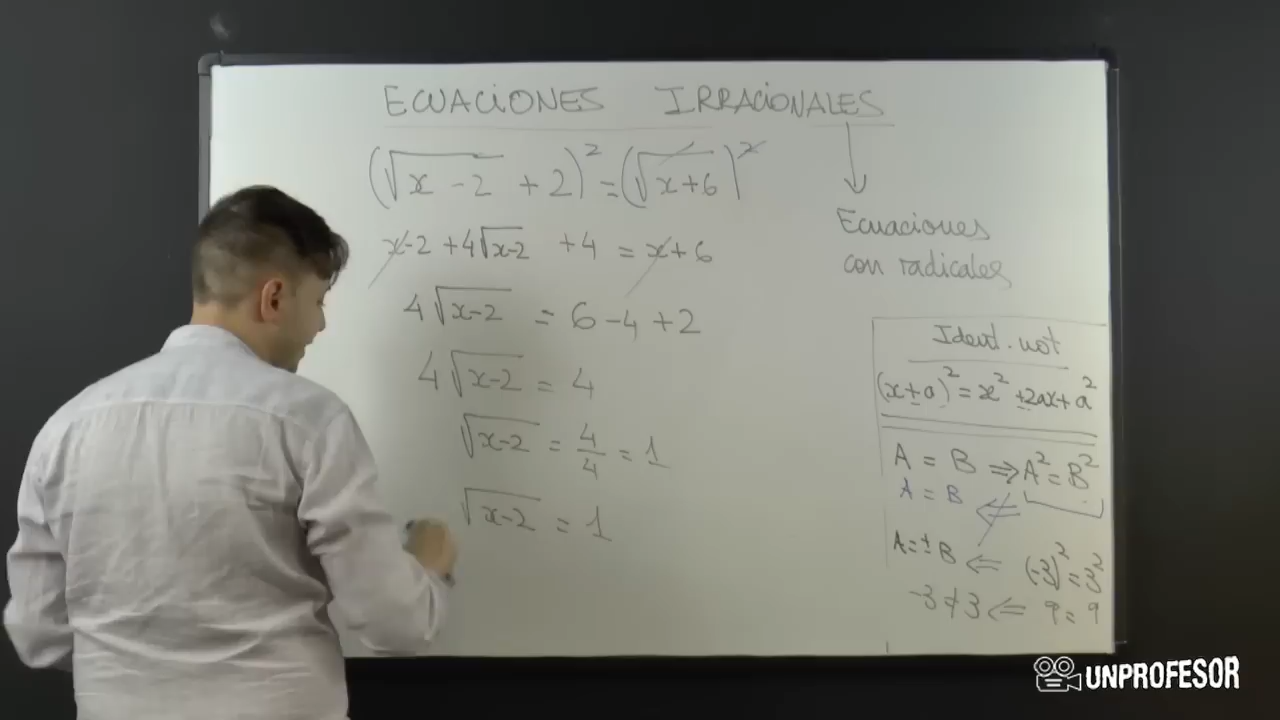 ECUACIONES IRRACIONALES
(√x-2 + 2)² = (√x+6)²
x-2 + 4√x-2 + 4 = x+6
4√x-2 = 6-4+2
4√x-2 = 4
√x-2 = 4/4 = 1
√x-2 = 1
Ecuaciones
con radicales
Ident. not
(x±a)² = x² ±2ax+a²
A = B ⇒ A² = B²
A = B ⇐
A = ± B ⇐ (-3)² = 3²
-3 ≠ 3 ⇐ 9 = 9
UNPROFESOR